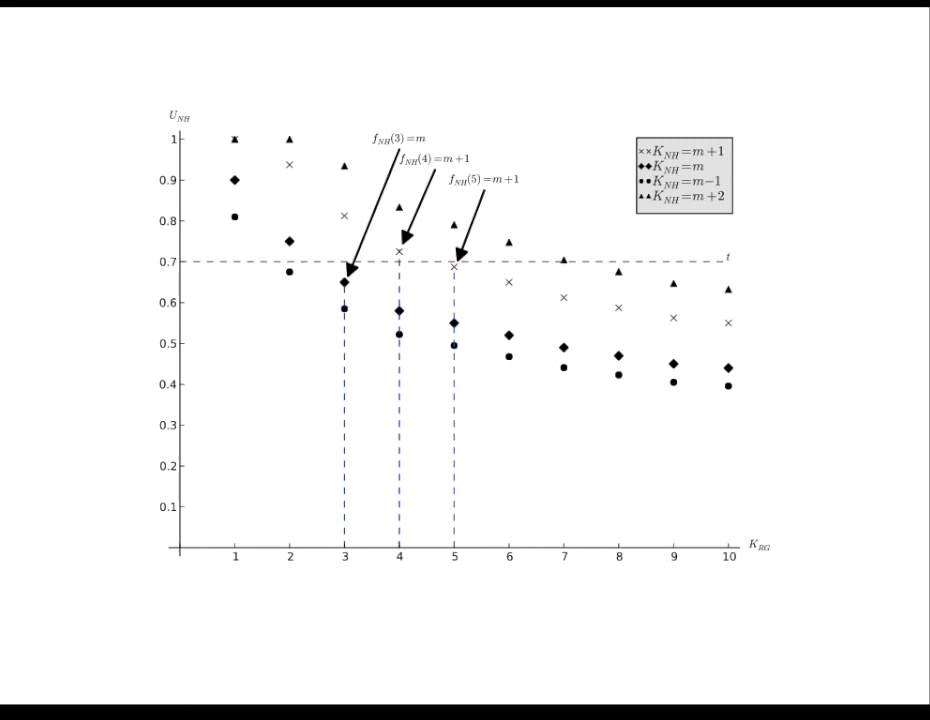 U_NH
f_NH(3)=m
f_NH(4)=m+1
f_NH(5)=m+1
××K_NH=m+1
◆◆K_NH=m
●●K_NH=m−1
▲▲K_NH=m+2
t
1
0.9
0.8
0.7
0.6
0.5
0.4
0.3
0.2
0.1
1 2 3 4 5 6 7 8 9 10
K_RG